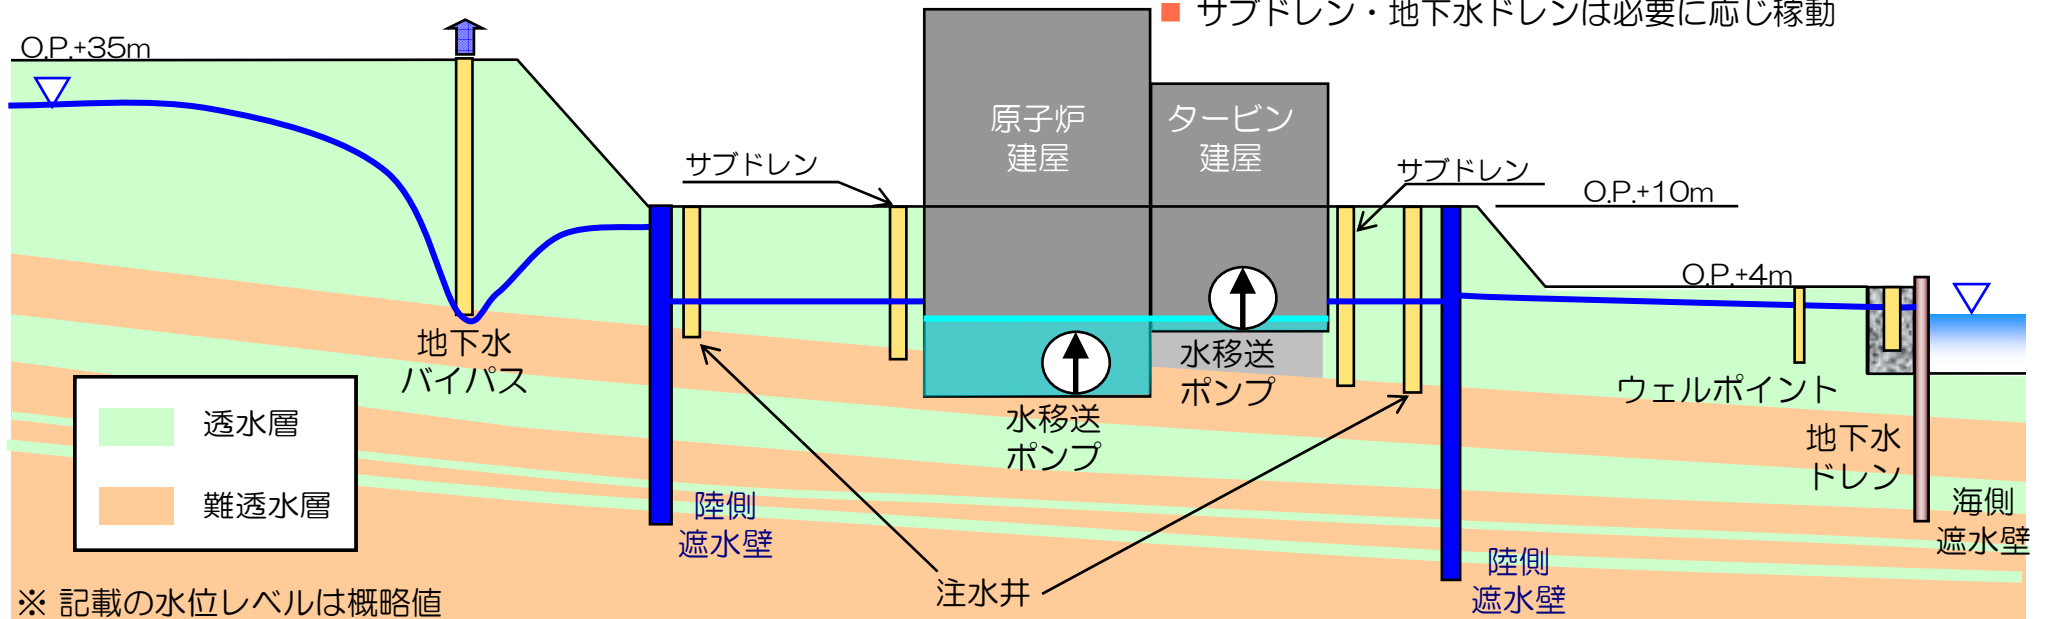 ■ サブドレン・地下水ドレンは必要に応じ稼動
O.P.+35m
原子炉
建屋
タービン
建屋
サブドレン
サブドレン
O.P.+10m
O.P.+4m
地下水
バイパス
水移送
ポンプ
水移送
ポンプ
ウェルポイント
地下水
ドレン
透水層
難透水層
陸側
遮水壁
海側
遮水壁
陸側
遮水壁
注水井
※ 記載の水位レベルは概略値